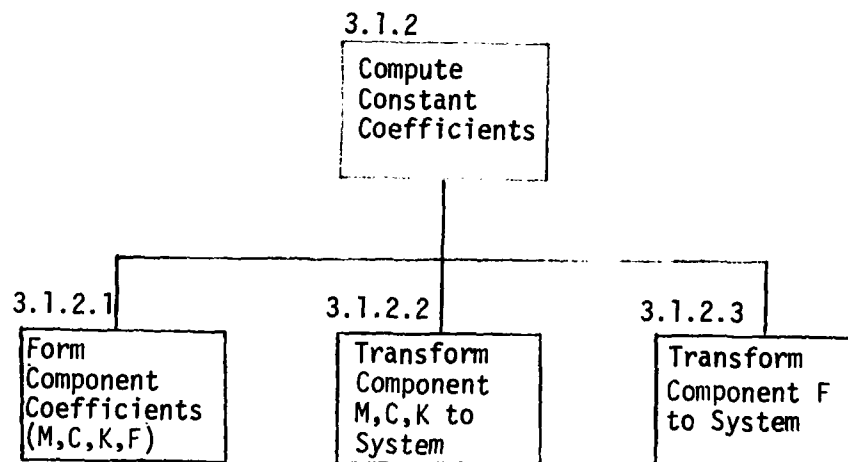 3.1.2
Compute
Constant
Coefficients
3.1.2.1
Form
Component
Coefficients
(M,C,K,F)
3.1.2.2
Transform
Component
M,C,K to
System
3.1.2.3
Transform
Component F
to System